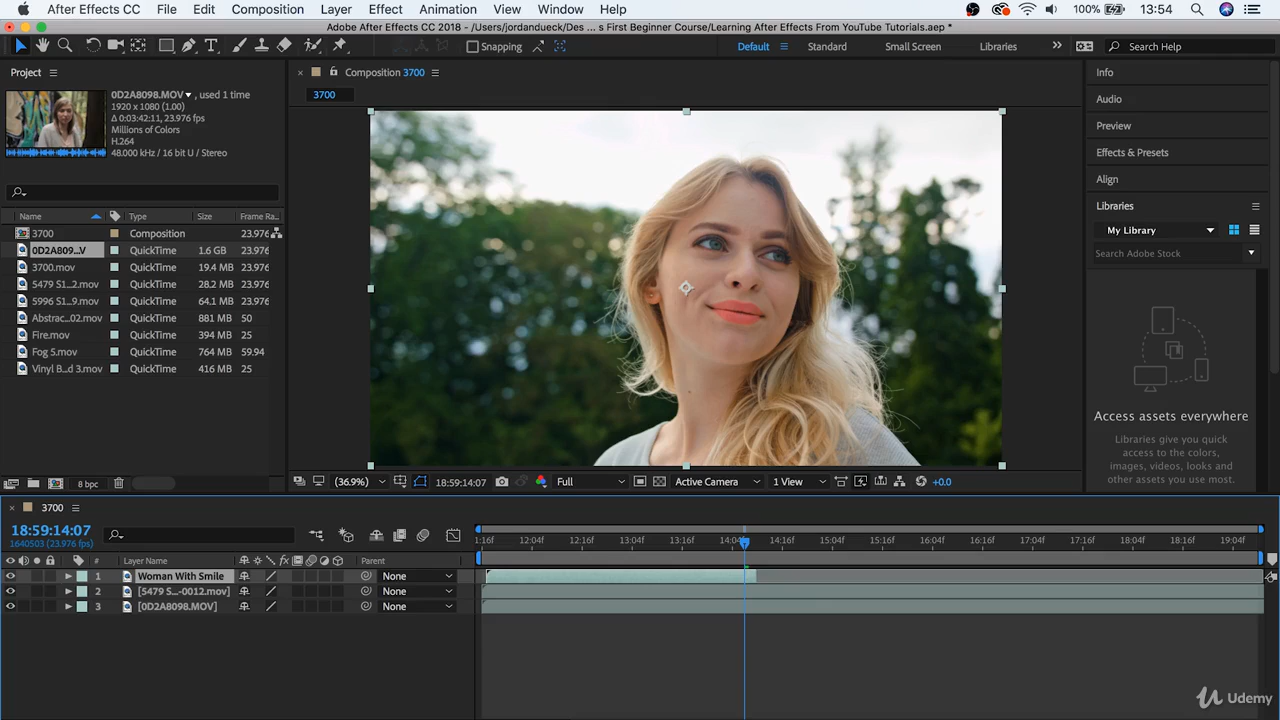 After Effects CC File Edit Composition Layer Effect Animation View Window Help 100% 13:54
Adobe After Effects CC 2018 - /Users/jordandueck/Des ... s First Beginner Course/Learning After Effects From YouTube Tutorials.aep *
Snapping Default Standard Small Screen Libraries Search Help
Project Composition 3700 Info
3700
0D2A8098.MOV , used 1 time
1920 x 1080 (1.00)
Δ 0:03:42:11, 23.976 fps
Millions of Colors
H.264
48.000 kHz / 16 bit U / Stereo
Audio
Preview
Effects & Presets
Align
Libraries
My Library
Search Adobe Stock
Name Type Size Frame Ra...
3700 Composition 23.976
0D2A809...V QuickTime 1.6 GB 23.976
3700.mov QuickTime 19.4 MB 23.976
5479 S1...2.mov QuickTime 28.2 MB 23.976
5996 S1...9.mov QuickTime 64.1 MB 23.976
Abstrac...02.mov QuickTime 881 MB 50
Fire.mov QuickTime 394 MB 25
Fog 5.mov QuickTime 764 MB 59.94
Vinyl B...d 3.mov QuickTime 416 MB 25
Access assets everywhere
Libraries give you quick
access to the colors,
images, videos, looks and
other assets you use most.
8 bpc (36.9%) 18:59:14:07 Full Active Camera 1 View +0.0
3700
18:59:14:07
1640503 (23.976 fps)
1:16f 12:04f 12:16f 13:04f 13:16f 14:04f 14:16f 15:04f 15:16f 16:04f 16:16f 17:04f 17:16f 18:04f 18:16f 19:04f
# Layer Name Parent
1 Woman With Smile None
2 [5479 S...-0012.mov] None
3 [0D2A8098.MOV] None
Udemy